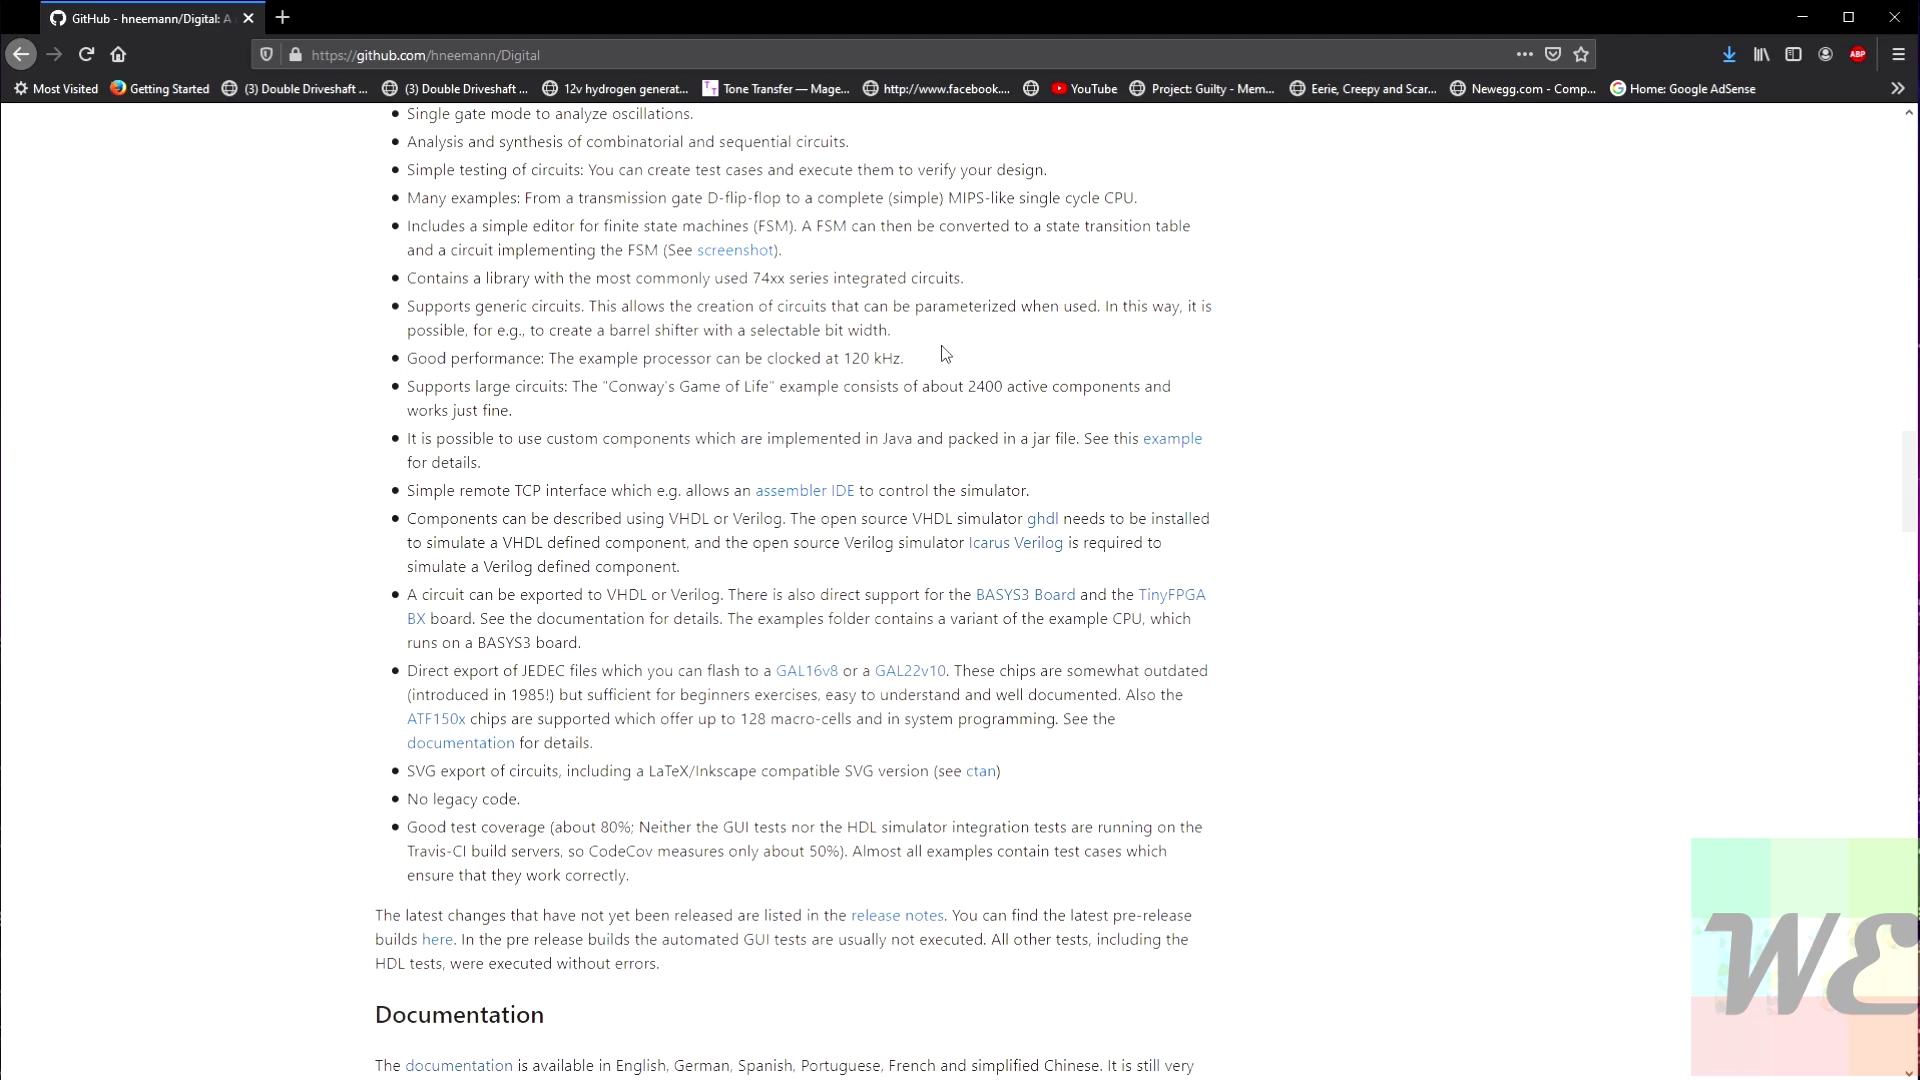 GitHub - hneemann/Digital: A
https://github.com/hneemann/Digital
ABP
Most Visited Getting Started (3) Double Driveshaft ... (3) Double Driveshaft ... 12v hydrogen generat... Tone Transfer — Mage... http://www.facebook.... YouTube Project: Guilty - Mem... Eerie, Creepy and Scar... Newegg.com - Comp... Home: Google AdSense
Single gate mode to analyze oscillations.
Analysis and synthesis of combinatorial and sequential circuits.
Simple testing of circuits: You can create test cases and execute them to verify your design.
Many examples: From a transmission gate D-flip-flop to a complete (simple) MIPS-like single cycle CPU.
Includes a simple editor for finite state machines (FSM). A FSM can then be converted to a state transition table
and a circuit implementing the FSM (See screenshot).
Contains a library with the most commonly used 74xx series integrated circuits.
Supports generic circuits. This allows the creation of circuits that can be parameterized when used. In this way, it is
possible, for e.g., to create a barrel shifter with a selectable bit width.
Good performance: The example processor can be clocked at 120 kHz.
Supports large circuits: The "Conway's Game of Life" example consists of about 2400 active components and
works just fine.
It is possible to use custom components which are implemented in Java and packed in a jar file. See this example
for details.
Simple remote TCP interface which e.g. allows an assembler IDE to control the simulator.
Components can be described using VHDL or Verilog. The open source VHDL simulator ghdl needs to be installed
to simulate a VHDL defined component, and the open source Verilog simulator Icarus Verilog is required to
simulate a Verilog defined component.
A circuit can be exported to VHDL or Verilog. There is also direct support for the BASYS3 Board and the TinyFPGA
BX board. See the documentation for details. The examples folder contains a variant of the example CPU, which
runs on a BASYS3 board.
Direct export of JEDEC files which you can flash to a GAL16v8 or a GAL22v10. These chips are somewhat outdated
(introduced in 1985!) but sufficient for beginners exercises, easy to understand and well documented. Also the
ATF150x chips are supported which offer up to 128 macro-cells and in system programming. See the
documentation for details.
SVG export of circuits, including a LaTeX/Inkscape compatible SVG version (see ctan)
No legacy code.
Good test coverage (about 80%; Neither the GUI tests nor the HDL simulator integration tests are running on the
Travis-CI build servers, so CodeCov measures only about 50%). Almost all examples contain test cases which
ensure that they work correctly.
The latest changes that have not yet been released are listed in the release notes. You can find the latest pre-release
builds here. In the pre release builds the automated GUI tests are usually not executed. All other tests, including the
HDL tests, were executed without errors.
Documentation
The documentation is available in English, German, Spanish, Portuguese, French and simplified Chinese. It is still very
WE